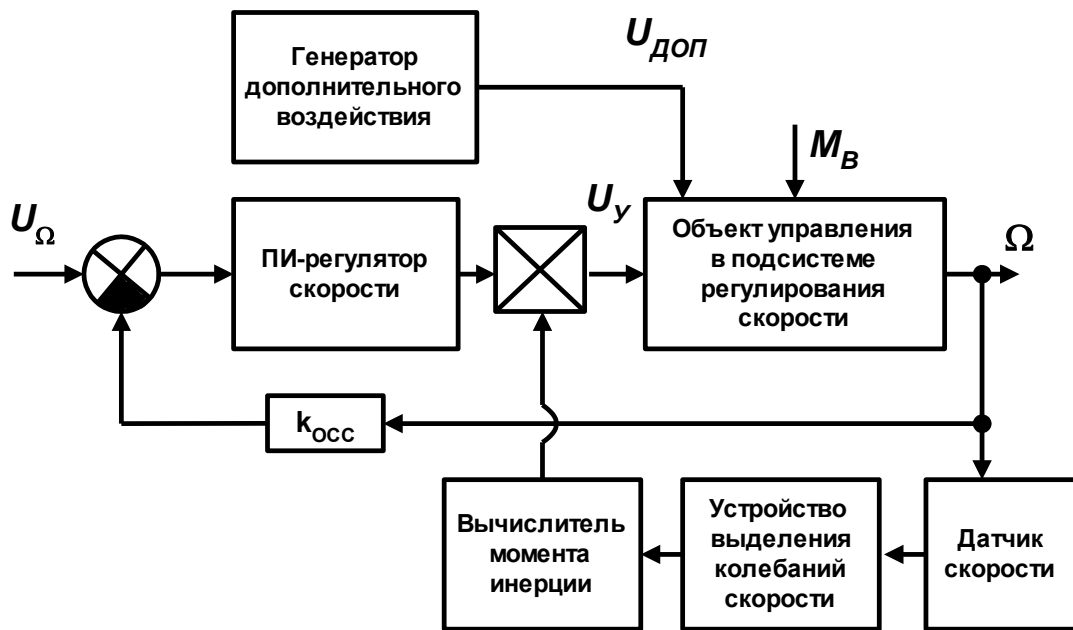 Генератор
дополнительного
воздействия
U_ДОП
M_В
U_Ω
ПИ-регулятор
скорости
U_У
Объект управления
в подсистеме
регулирования
скорости
Ω
k_ОСС
Вычислитель
момента
инерции
Устройство
выделения
колебаний
скорости
Датчик
скорости